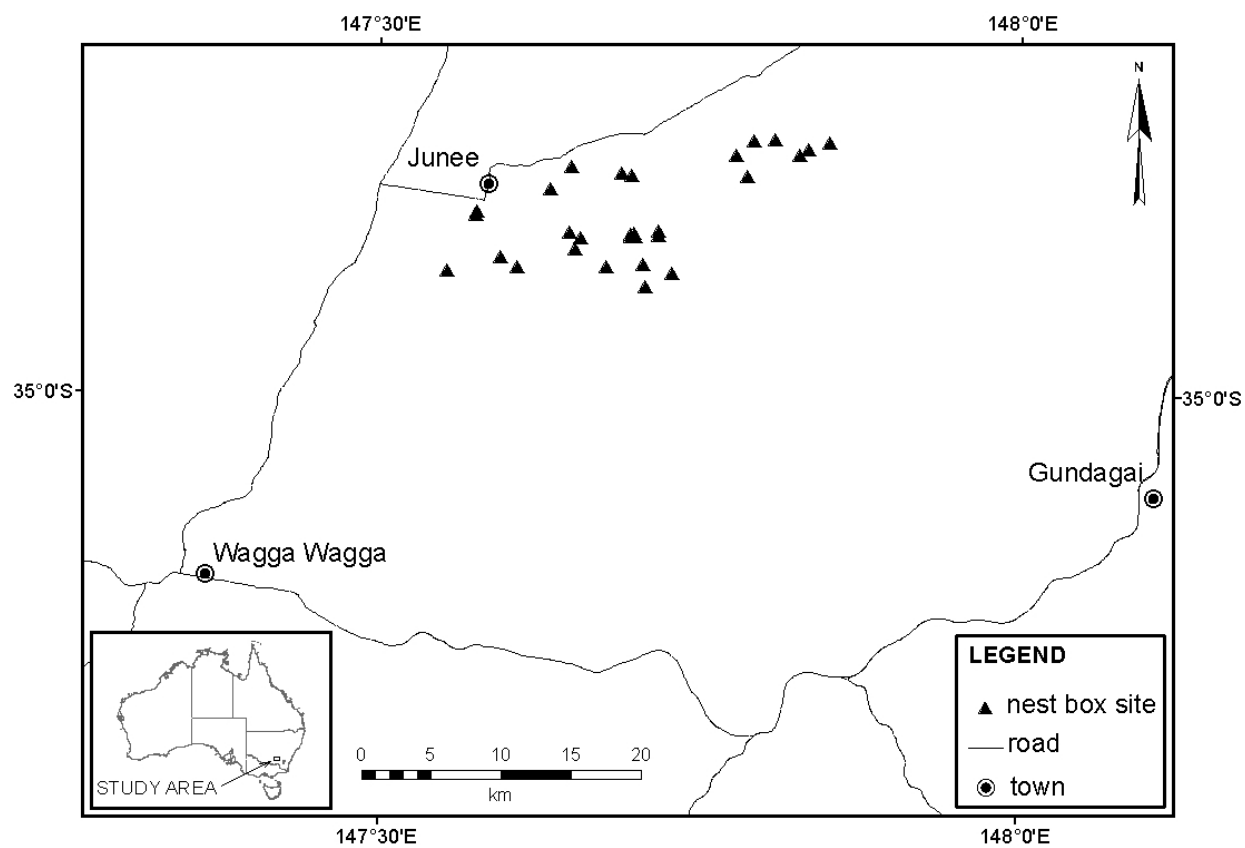 147°30'E 148°0'E
N
Junee
35°0'S 35°0'S
Gundagai
Wagga Wagga
LEGEND
nest box site
road
town
STUDY AREA
0 5 10 15 20
km
147°30'E 148°0'E